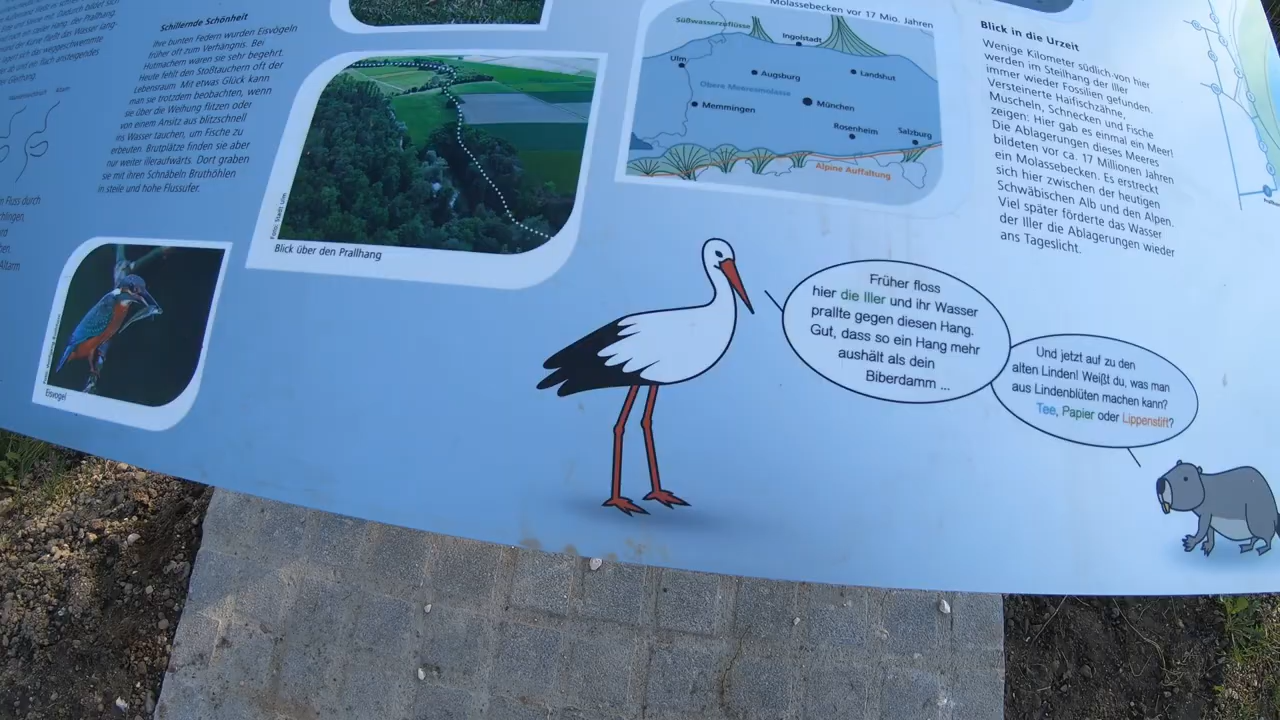 Schillernde Schönheit
Ihre bunten Federn wurden Eisvögeln
früher oft zum Verhängnis. Bei
Hutmachern waren sie sehr begehrt.
Heute fehlt den Stoßtauchern oft der
Lebensraum. Mit etwas Glück kann
man sie trotzdem beobachten, wenn
sie über die Weihung flitzen oder
von einem Ansitz aus blitzschnell
ins Wasser tauchen, um Fische zu
erbeuten. Brutplätze finden sie aber
nur weiter illeraufwärts. Dort graben
sie mit ihren Schnäbeln Bruthöhlen
in steile und hohe Flussufer.
n Fluss durch
Altarm
Eisvogel
Foto: Stadt Ulm
Blick über den Prallhang
Molassebecken vor 17 Mio. Jahren
Süßwasserzuflüsse
Ingolstadt
Ulm
Augsburg
Landshut
Obere Meeresmolasse
Memmingen
München
Rosenheim
Salzburg
Alpine Auffaltung
Blick in die Urzeit
Wenige Kilometer südlich von hier
werden im Steilhang der Iller
immer wieder Fossilien gefunden.
Versteinerte Haifischzähne,
Muscheln, Schnecken und Fische
zeigen: Hier gab es einmal ein Meer!
Die Ablagerungen dieses Meeres
bildeten vor ca. 17 Millionen Jahren
ein Molassebecken. Es erstreckt
sich hier zwischen der heutigen
Schwäbischen Alb und den Alpen.
Viel später förderte das Wasser
der Iller die Ablagerungen wieder
ans Tageslicht.
Früher floss
hier die Iller und ihr Wasser
prallte gegen diesen Hang.
Gut, dass so ein Hang mehr
aushält als dein
Biberdamm ...
Und jetzt auf zu den
alten Linden! Weißt du, was man
aus Lindenblüten machen kann?
Tee, Papier oder Lippenstift?